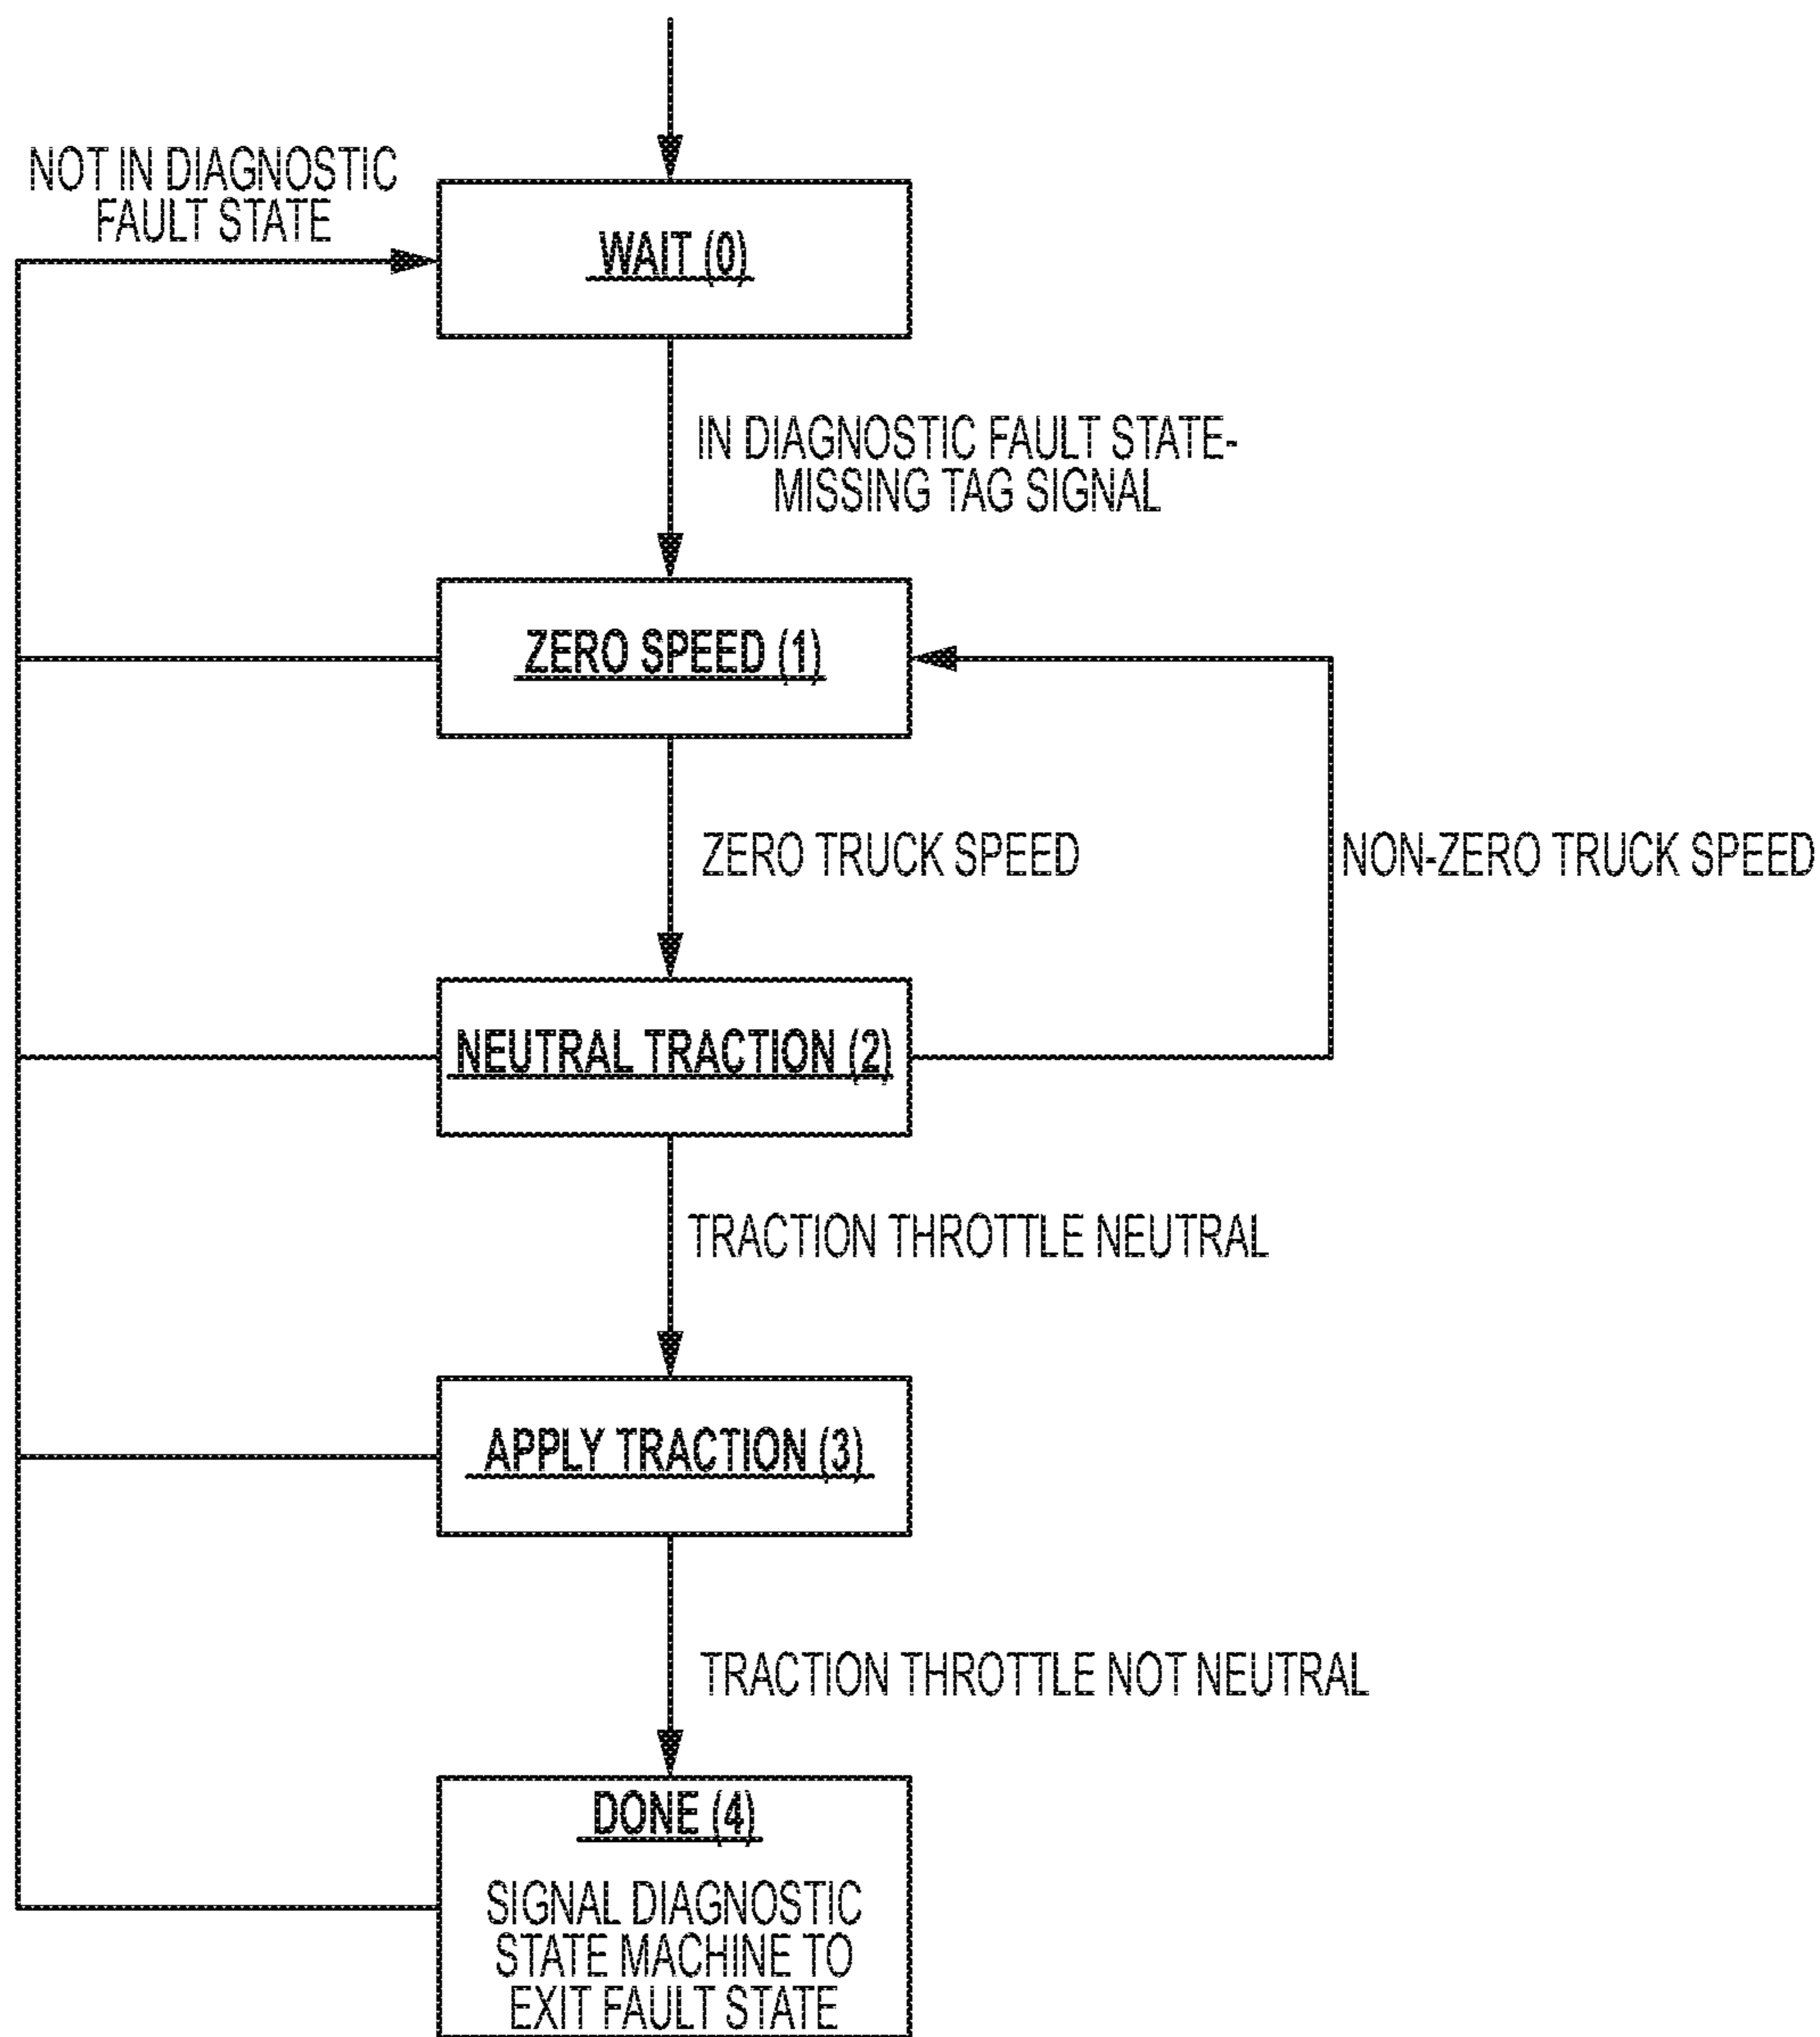 NOT IN DIAGNOSTIC
FAULT STATE
WAIT (0)
IN DIAGNOSTIC FAULT STATE-
MISSING TAG SIGNAL
ZERO SPEED (1)
ZERO TRUCK SPEED
NON-ZERO TRUCK SPEED
NEUTRAL TRACTION (2)
TRACTION THROTTLE NEUTRAL
APPLY TRACTION (3)
TRACTION THROTTLE NOT NEUTRAL
DONE (4)
SIGNAL DIAGNOSTIC
STATE MACHINE TO
EXIT FAULT STATE